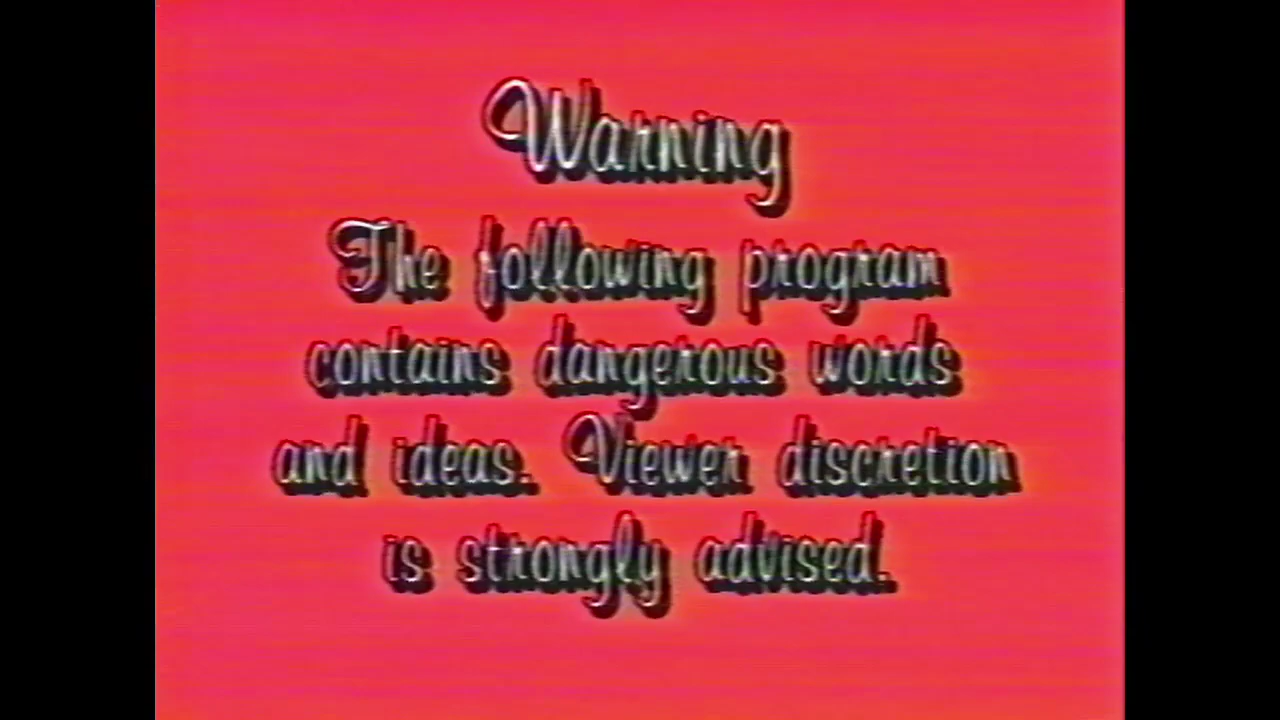 Warning
The following program
contains dangerous words
and ideas. Viewer discretion
is strongly advised.